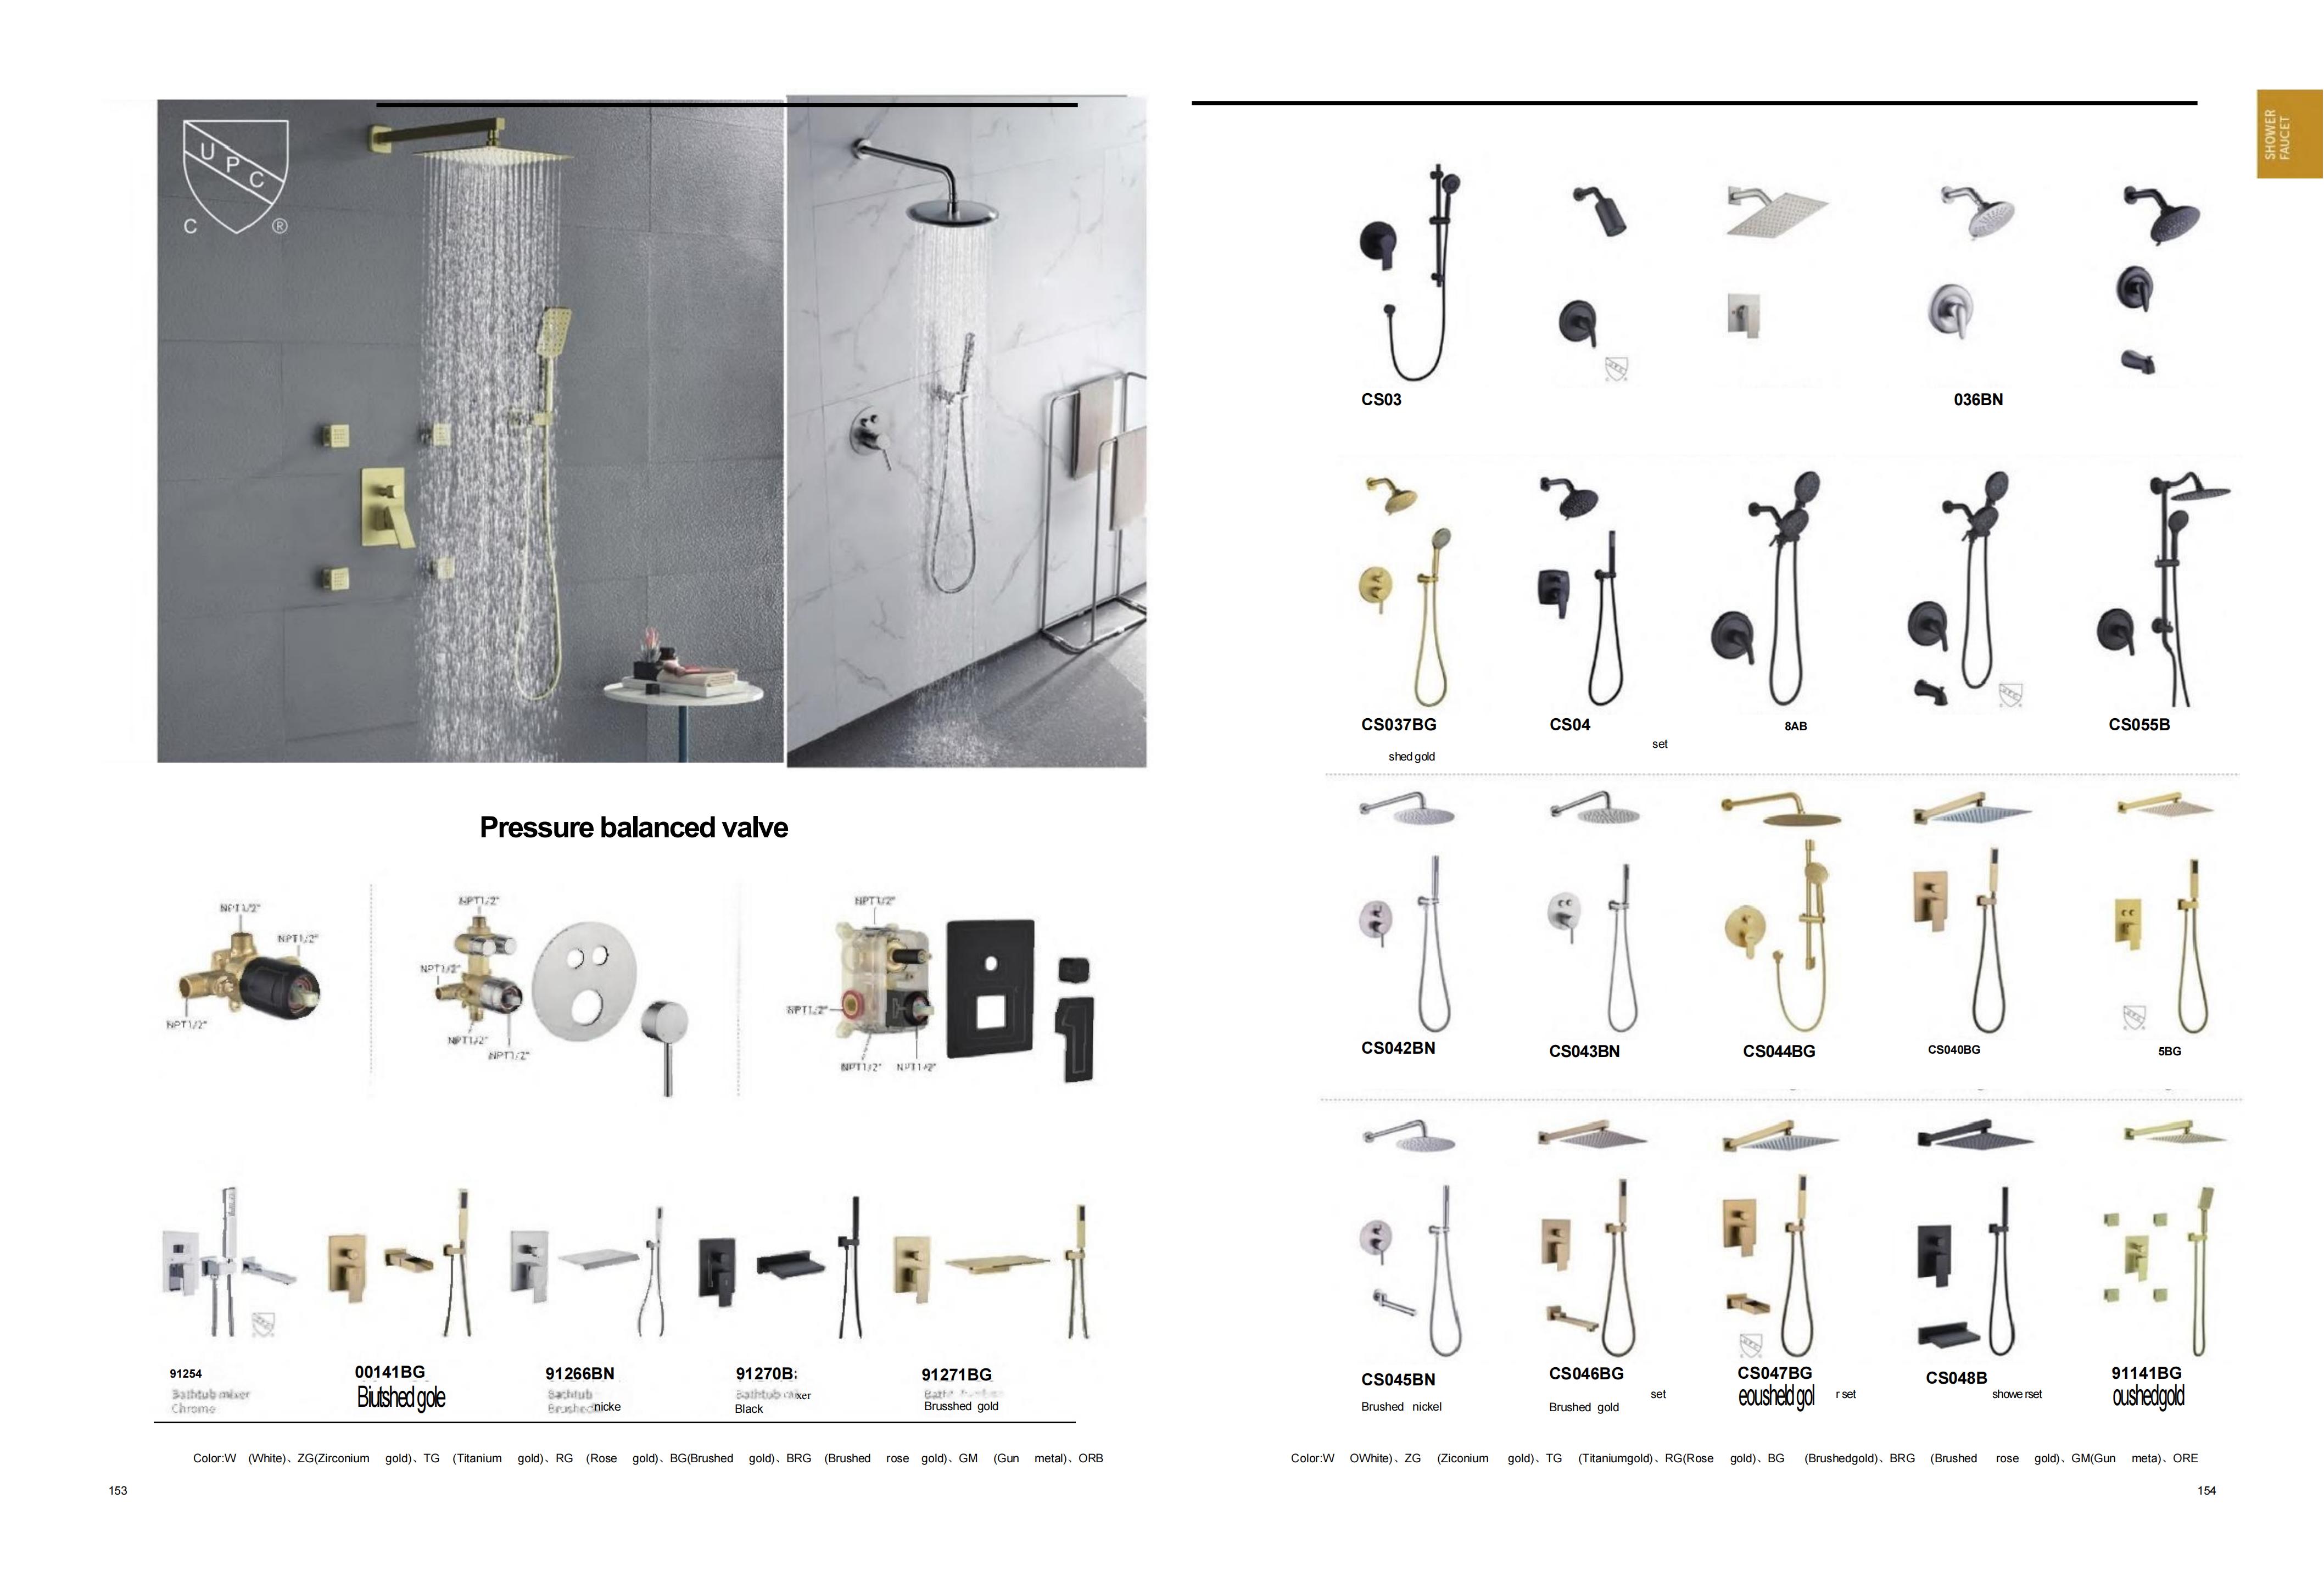 UPC
C ®
Pressure balanced valve
NPT1/2"
NPT1/2"
NPT1/2"
NPT1/2"
NPT1/2"
NPT1/2"
NPT1/2"
NPT1/2"
NPT1/2"
NPT1/2"
NPT1/2"
91254
Bathtub mixer
Chrome
00141BG
Biutshed gole
91266BN
Bathtub
Brushed nicke
91270B
Bathtub mixer
Black
91271BG
Brusshed gold
Color:W (White)、ZG(Zirconium gold)、TG (Titanium gold)、RG (Rose gold)、BG(Brushed gold)、BRG (Brushed rose gold)、GM (Gun metal)、ORB
153
SHOWER
FAUCET
CS03
036BN
CS037BG
shed gold
CS04
set
8AB
CS055B
CS042BN
CS043BN
CS044BG
CS040BG
5BG
CS045BN
Brushed nickel
CS046BG
set
Brushed gold
CS047BG
eousheld gol r set
CS048B
showe rset
91141BG
oushedgold
Color:W OWhite)、ZG (Ziconium gold)、TG (Titaniumgold)、RG(Rose gold)、BG (Brushedgold)、BRG (Brushed rose gold)、GM(Gun meta)、ORE
154